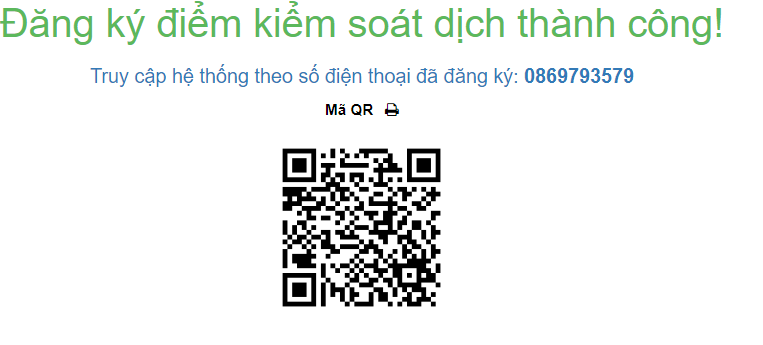 Đăng ký điểm kiểm soát dịch thành công!
Truy cập hệ thống theo số điện thoại đã đăng ký: 0869793579
Mã QR